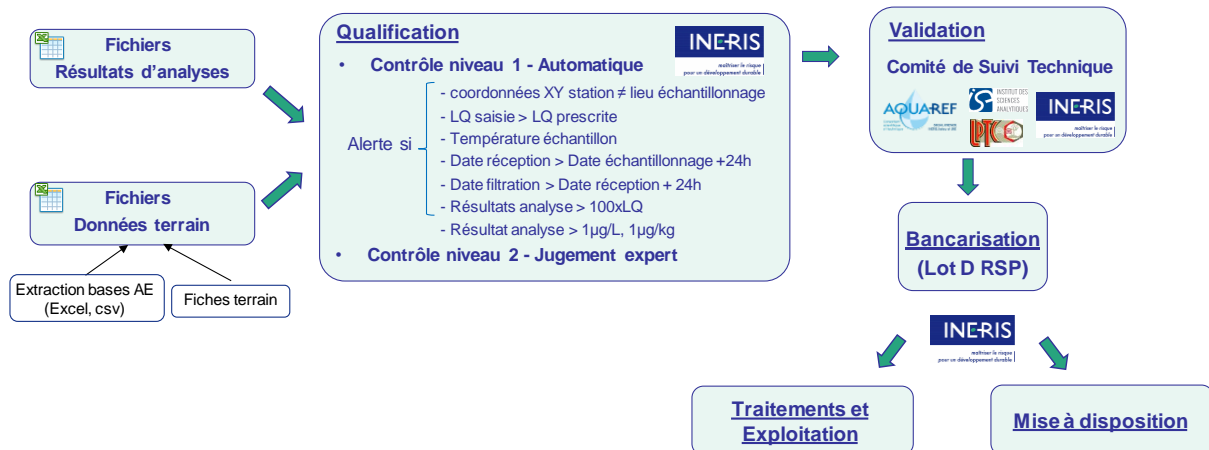 Fichiers
Résultats d'analyses
Fichiers
Données terrain
Extraction bases AE
(Excel, csv)
Fiches terrain
Qualification
INERIS
maîtriser le risque
pour un développement durable
• Contrôle niveau 1 - Automatique
Alerte si
- coordonnées XY station ≠ lieu échantillonnage
- LQ saisie > LQ prescrite
- Température échantillon
- Date réception > Date échantillonnage +24h
- Date filtration > Date réception + 24h
- Résultats analyse > 100xLQ
- Résultat analyse > 1µg/L, 1µg/kg
• Contrôle niveau 2 - Jugement expert
Validation
Comité de Suivi Technique
AQUAREF
INSTITUT DES
SCIENCES
ANALYTIQUES
LPTC
INERIS
maîtriser le risque
pour un développement durable
Bancarisation
(Lot D RSP)
INERIS
maîtriser le risque
pour un développement durable
Traitements et
Exploitation
Mise à disposition